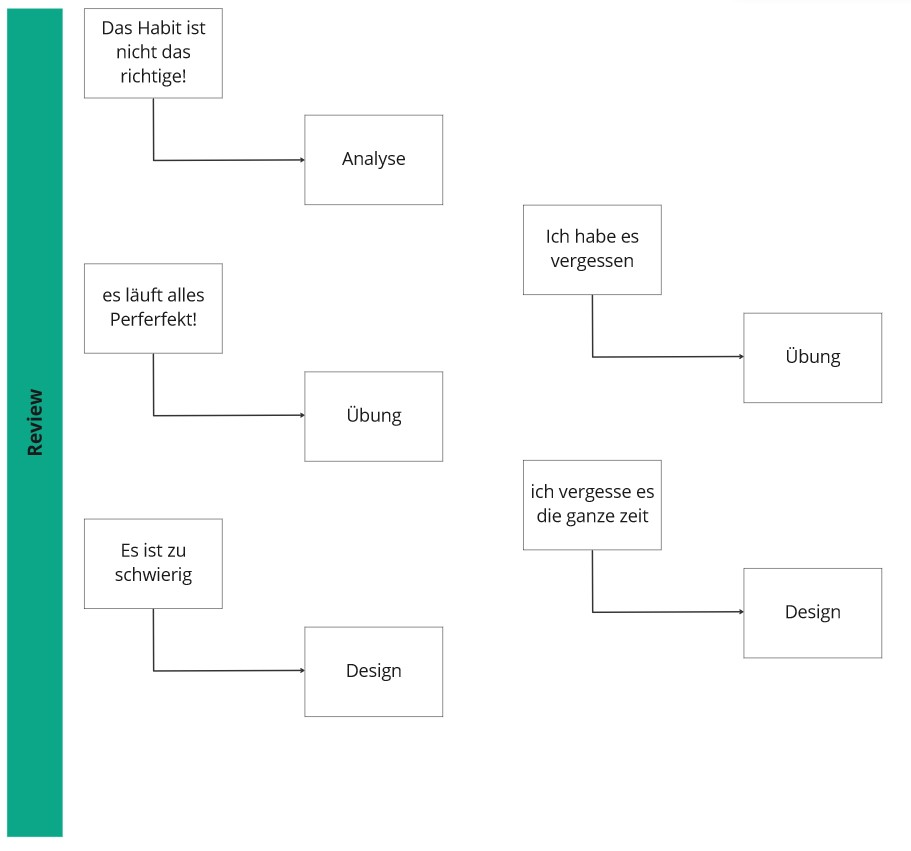 Review
Das Habit ist
nicht das
richtige!
Analyse
es läuft alles
Perferfekt!
Übung
Es ist zu
schwierig
Design
Ich habe es
vergessen
Übung
ich vergesse es
die ganze zeit
Design